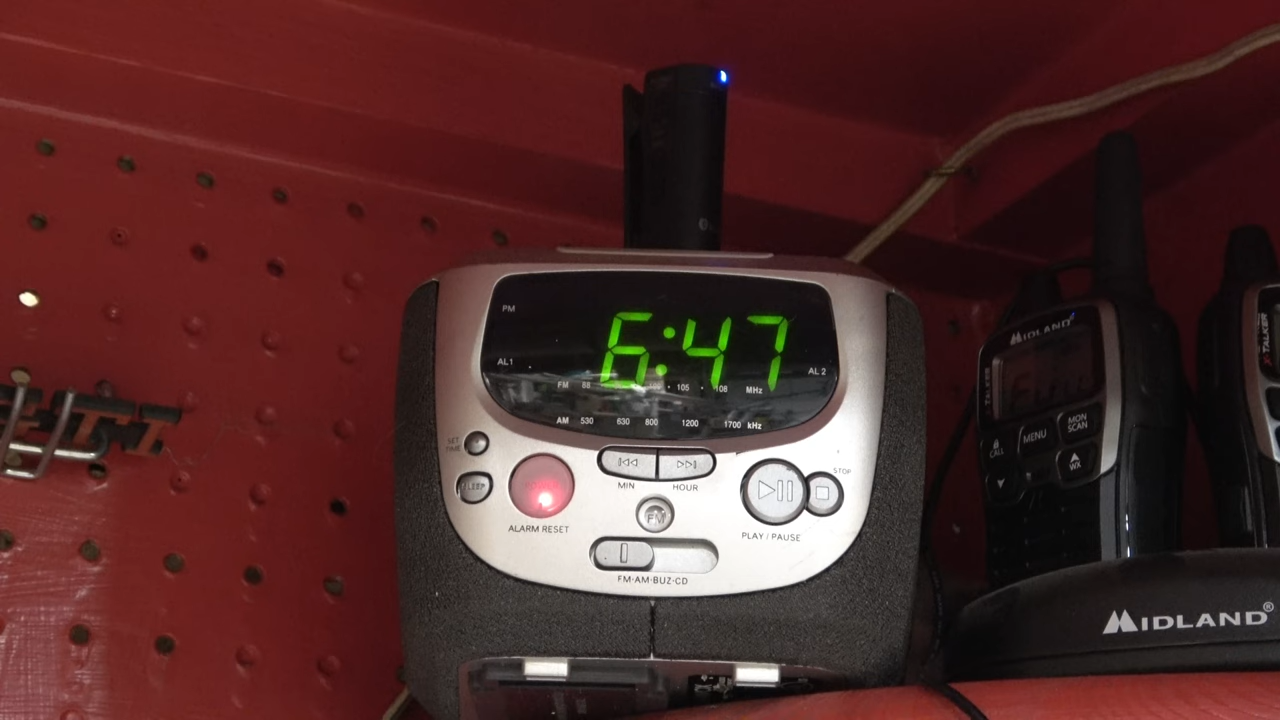 PM
6:47
AL1
AL2
FM 88 105 108 MHz
AM 530 630 800 1200 1700 kHz
SET TIME
SLEEP
MIN
HOUR
STOP
ALARM RESET
FM
PLAY / PAUSE
FM·AM·BUZ·CD
MIDLAND
MENU
MON
SCAN
CALL
WX
X-TALKER
MIDLAND®